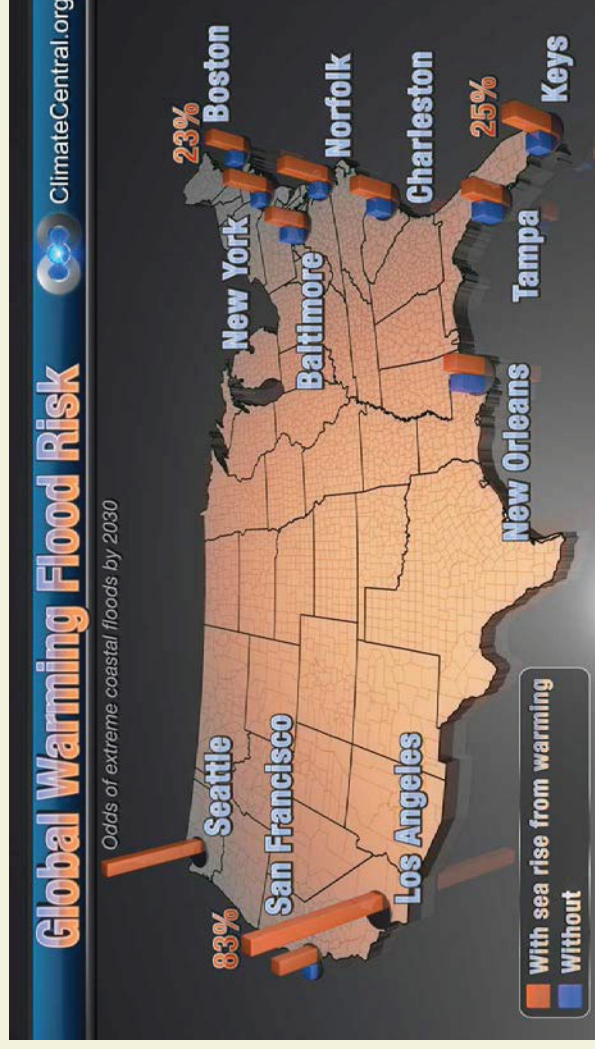 Global Warming Flood Risk
ClimateCentral.org
Odds of extreme coastal floods by 2030
Seattle
83%
San Francisco
Los Angeles
New York
23%
Boston
Baltimore
Norfolk
Charleston
25%
New Orleans
Tampa
Keys
With sea rise from warming
Without